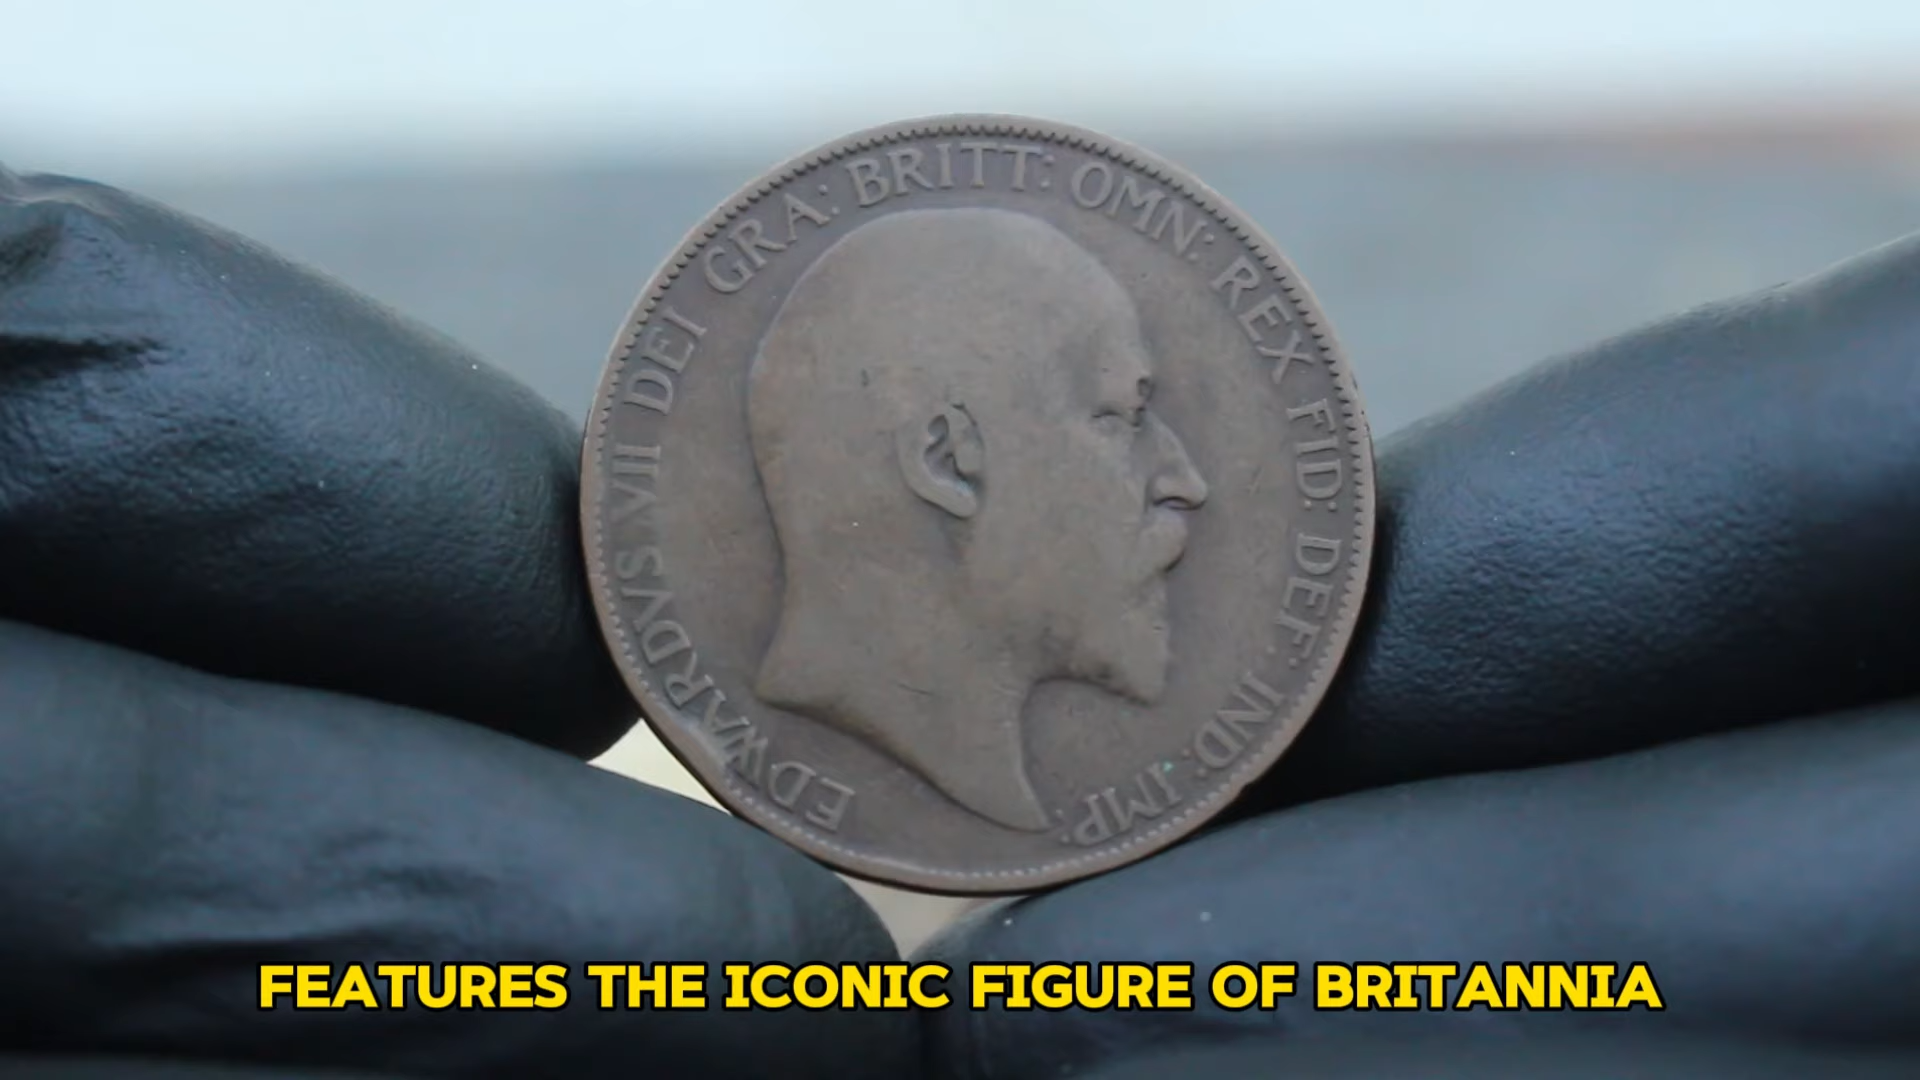 EDWARDVS VII DEI GRA: BRITT: OMN: REX FID: DEF: IND: IMP:
FEATURES THE ICONIC FIGURE OF BRITANNIA